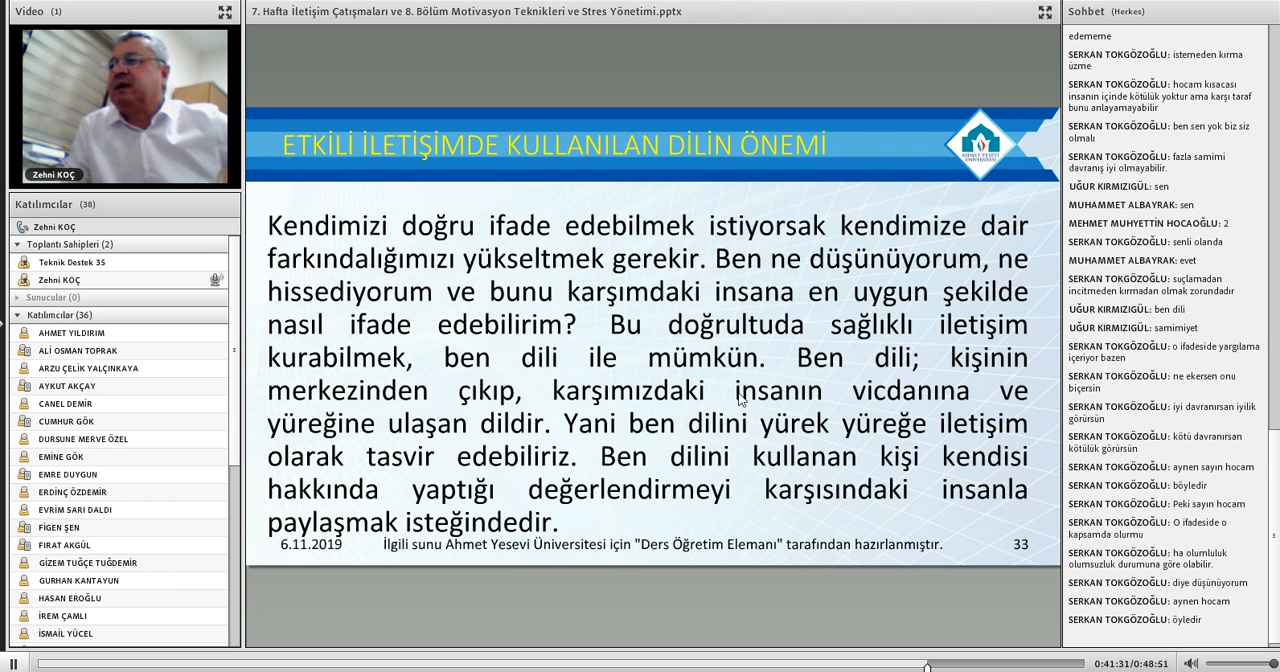 Video (1)
Zehni KOÇ
Katılımcılar (38)
Zehni KOÇ
Toplantı Sahipleri (2)
Teknik Destek 35
Zehni KOÇ
Sunucular (0)
Katılımcılar (36)
AHMET YILDIRIM
ALİ OSMAN TOPRAK
ARZU ÇELİK YALÇINKAYA
AYKUT AKÇAY
CANEL DEMİR
CUMHUR GÖK
DURSUNE MERVE ÖZEL
EMİNE GÖK
EMRE DUYGUN
ERDİNÇ ÖZDEMİR
EVRİM SARI DALDI
FİGEN ŞEN
FIRAT AKGÜL
GİZEM TUĞÇE TUĞDEMİR
GURHAN KANTAYUN
HASAN EROĞLU
İREM ÇAMLI
İSMAİL YÜCEL
7. Hafta İletişim Çatışmaları ve 8. Bölüm Motivasyon Teknikleri ve Stres Yönetimi.pptx
ETKİLİ İLETİŞİMDE KULLANILAN DİLİN ÖNEMİ
AHMET YESEVİ
ÜNİVERSİTESİ
Kendimizi doğru ifade edebilmek istiyorsak kendimize dair
farkındalığımızı yükseltmek gerekir. Ben ne düşünüyorum, ne
hissediyorum ve bunu karşımdaki insana en uygun şekilde
nasıl ifade edebilirim? Bu doğrultuda sağlıklı iletişim
kurabilmek, ben dili ile mümkün. Ben dili; kişinin
merkezinden çıkıp, karşımızdaki insanın vicdanına ve
yüreğine ulaşan dildir. Yani ben dilini yürek yüreğe iletişim
olarak tasvir edebiliriz. Ben dilini kullanan kişi kendisi
hakkında yaptığı değerlendirmeyi karşısındaki insanla
paylaşmak isteğindedir.
6.11.2019 İlgili sunu Ahmet Yesevi Üniversitesi için "Ders Öğretim Elemanı" tarafından hazırlanmıştır. 33
Sohbet (Herkes)
edememe
SERKAN TOKGÖZOĞLU: istemeden kırma
üzme
SERKAN TOKGÖZOĞLU: hocam kısacası
insanın içinde kötülük yoktur ama karşı taraf
bunu anlayamayabilir
SERKAN TOKGÖZOĞLU: ben sen yok biz siz
olmalı
SERKAN TOKGÖZOĞLU: fazla samimi
davranış iyi olmayabilir.
UĞUR KIRMIZIGÜL: sen
MUHAMMET ALBAYRAK: sen
MEHMET MUHYETTİN HOCAOĞLU: 2
SERKAN TOKGÖZOĞLU: senli olanda
MUHAMMET ALBAYRAK: evet
SERKAN TOKGÖZOĞLU: suçlamadan
incitmeden kırmadan olmak zorundadır
UĞUR KIRMIZIGÜL: ben dili
UĞUR KIRMIZIGÜL: samimiyet
SERKAN TOKGÖZOĞLU: o ifadeside yargılama
içeriyor bazen
SERKAN TOKGÖZOĞLU: ne ekersen onu
biçersin
SERKAN TOKGÖZOĞLU: iyi davranırsan iyilik
görürsün
SERKAN TOKGÖZOĞLU: kötü davranırsan
kötülük görürsün
SERKAN TOKGÖZOĞLU: aynen sayın hocam
SERKAN TOKGÖZOĞLU: böyledir
SERKAN TOKGÖZOĞLU: Peki sayın hocam
SERKAN TOKGÖZOĞLU: O ifadeside o
kapsamda olurmu
SERKAN TOKGÖZOĞLU: ha olumluluk
olumsuzluk durumuna göre olabilir.
SERKAN TOKGÖZOĞLU: diye düşünüyorum
SERKAN TOKGÖZOĞLU: aynen hocam
SERKAN TOKGÖZOĞLU: öyledir
0:41:31/0:48:51